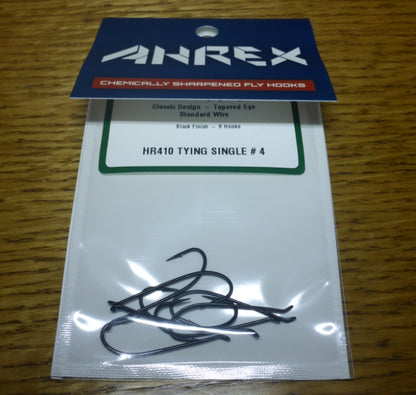 AHREX
CHEMICALLY SHARPENED FLY HOOKS
Classic Design – Tapered Eye
Standard Wire
Black Finish – 8 Hooks
HR410 TYING SINGLE # 4